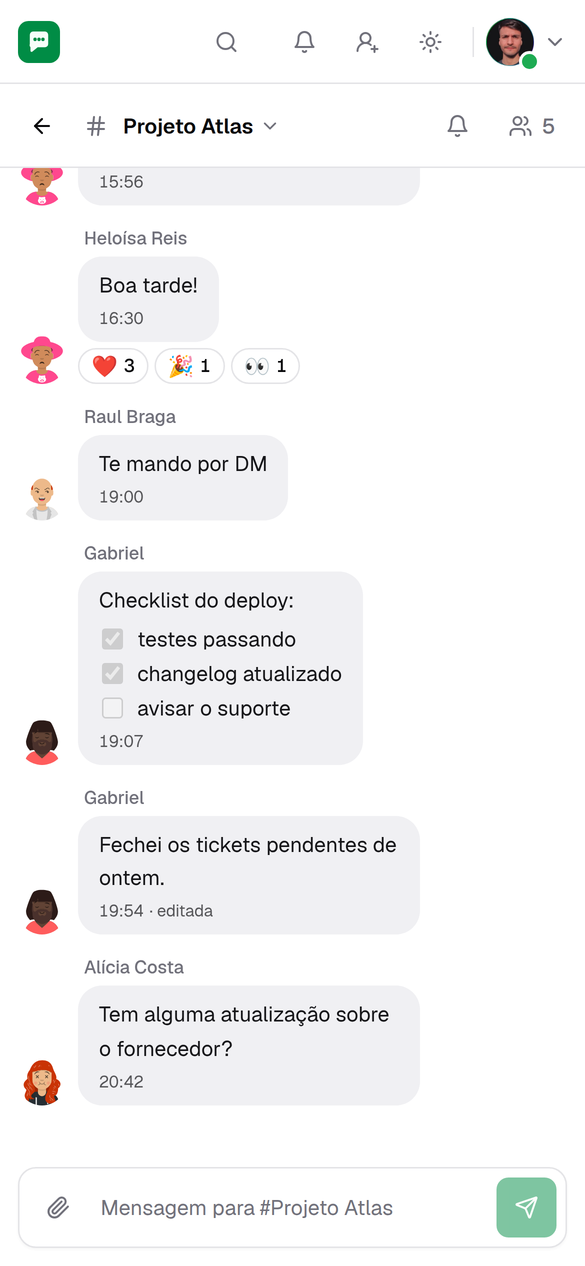 # Projeto Atlas
5
15:56
Heloísa Reis
Boa tarde!
16:30
❤️ 3 🎉 1 👀 1
Raul Braga
Te mando por DM
19:00
Gabriel
Checklist do deploy:
testes passando
changelog atualizado
avisar o suporte
19:07
Gabriel
Fechei os tickets pendentes de
ontem.
19:54 · editada
Alícia Costa
Tem alguma atualização sobre
o fornecedor?
20:42
Mensagem para #Projeto Atlas